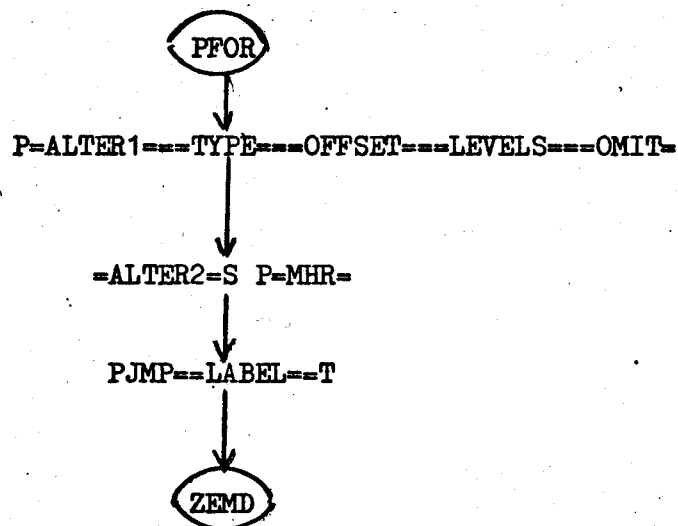 PFOR
P=ALTER1===TYPE===OFFSET===LEVELS===OMIT=
=ALTER2=S P=MHR=
PJMP==LABEL==T
ZEMD